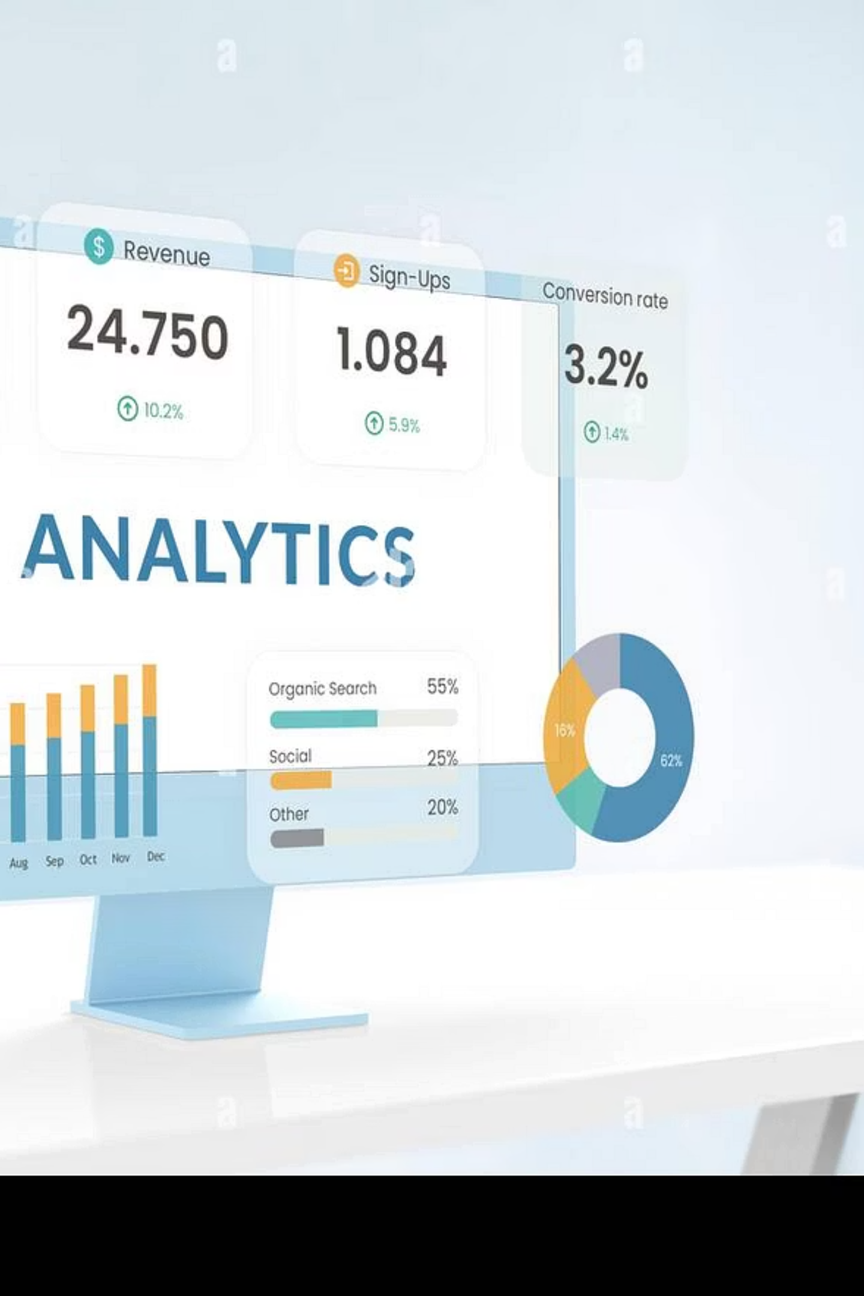 Revenue
24.750
10.2%
Sign-Ups
1.084
5.9%
Conversion rate
3.2%
1.4%
ANALYTICS
Aug Sep Oct Nov Dec
Organic Search 55%
Social 25%
Other 20%
16%
62%
a
a
a
a
a
a
a
a
a